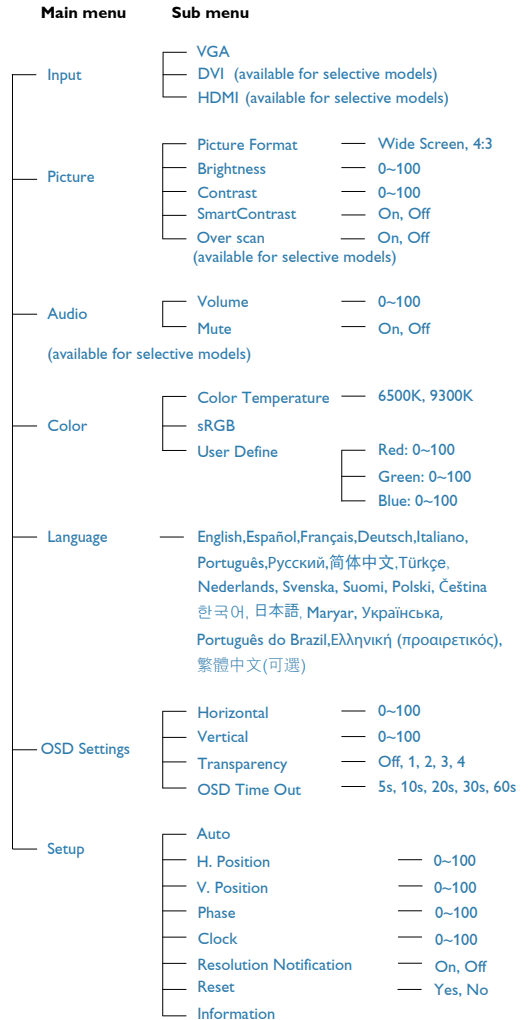 Main menu Sub menu
VGA
Input DVI (available for selective models)
HDMI (available for selective models)
Picture Format Wide Screen, 4:3
Picture Brightness 0~100
Contrast 0~100
SmartContrast On, Off
Over scan On, Off
(available for selective models)
Volume 0~100
Audio
Mute On, Off
(available for selective models)
Color Temperature 6500K, 9300K
Color sRGB
User Define Red: 0~100
Green: 0~100
Blue: 0~100
Language English,Español,Français,Deutsch,Italiano,
Português,Русский,简体中文,Türkçe,
Nederlands, Svenska, Suomi, Polski, Čeština
한국어, 日本語, Maryar, Українська,
Português do Brazil,Ελληνική (προαιρετικός),
繁體中文(可選)
Horizontal 0~100
Vertical 0~100
OSD Settings
Transparency Off, 1, 2, 3, 4
OSD Time Out 5s, 10s, 20s, 30s, 60s
Auto
Setup
H. Position 0~100
V. Position 0~100
Phase 0~100
Clock 0~100
Resolution Notification On, Off
Reset Yes, No
Information